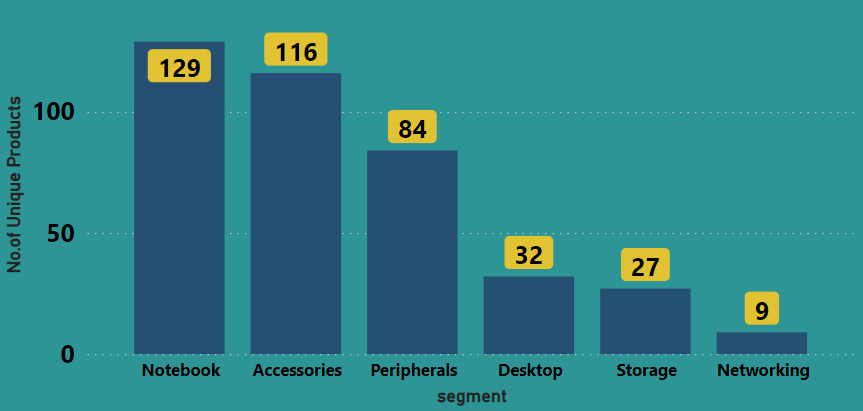 129
116
84
32
27
9
100
50
0
No.of Unique Products
Notebook
Accessories
Peripherals
Desktop
Storage
Networking
segment